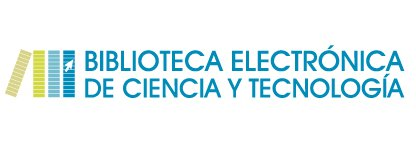 BIBLIOTECA ELECTRÓNICA
DE CIENCIA Y TECNOLOGÍA